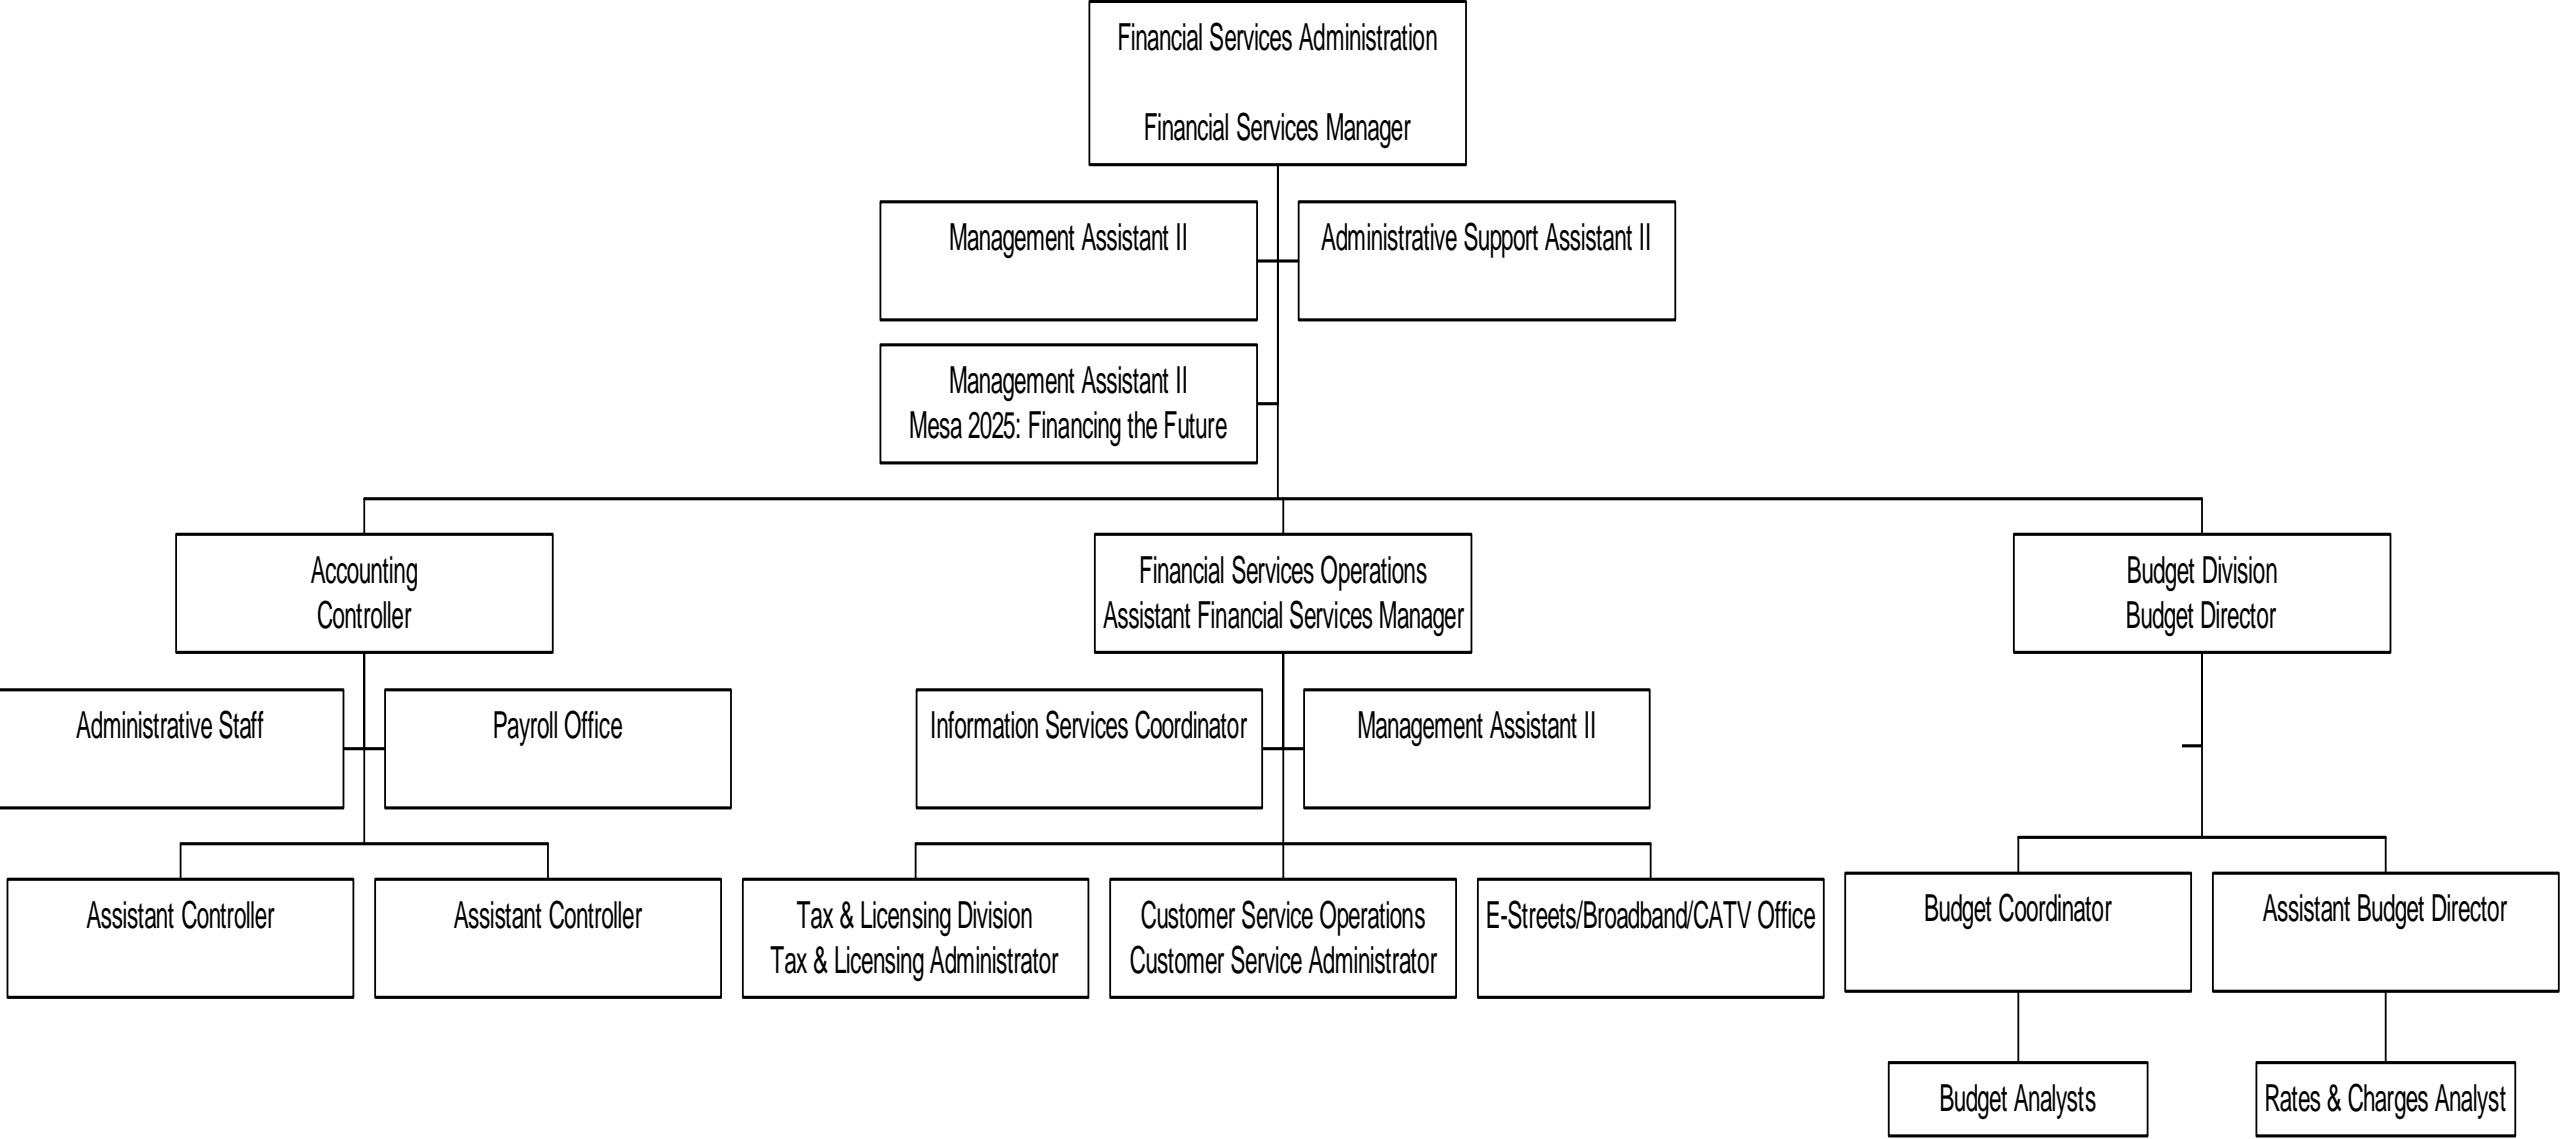 Financial Services Administration
Financial Services Manager
Management Assistant II
Administrative Support Assistant II
Management Assistant II
Mesa 2025: Financing the Future
Accounting
Controller
Financial Services Operations
Assistant Financial Services Manager
Budget Division
Budget Director
Administrative Staff
Payroll Office
Information Services Coordinator
Management Assistant II
Assistant Controller
Assistant Controller
Tax & Licensing Division
Tax & Licensing Administrator
Customer Service Operations
Customer Service Administrator
E-Streets/Broadband/CATV Office
Budget Coordinator
Assistant Budget Director
Budget Analysts
Rates & Charges Analyst